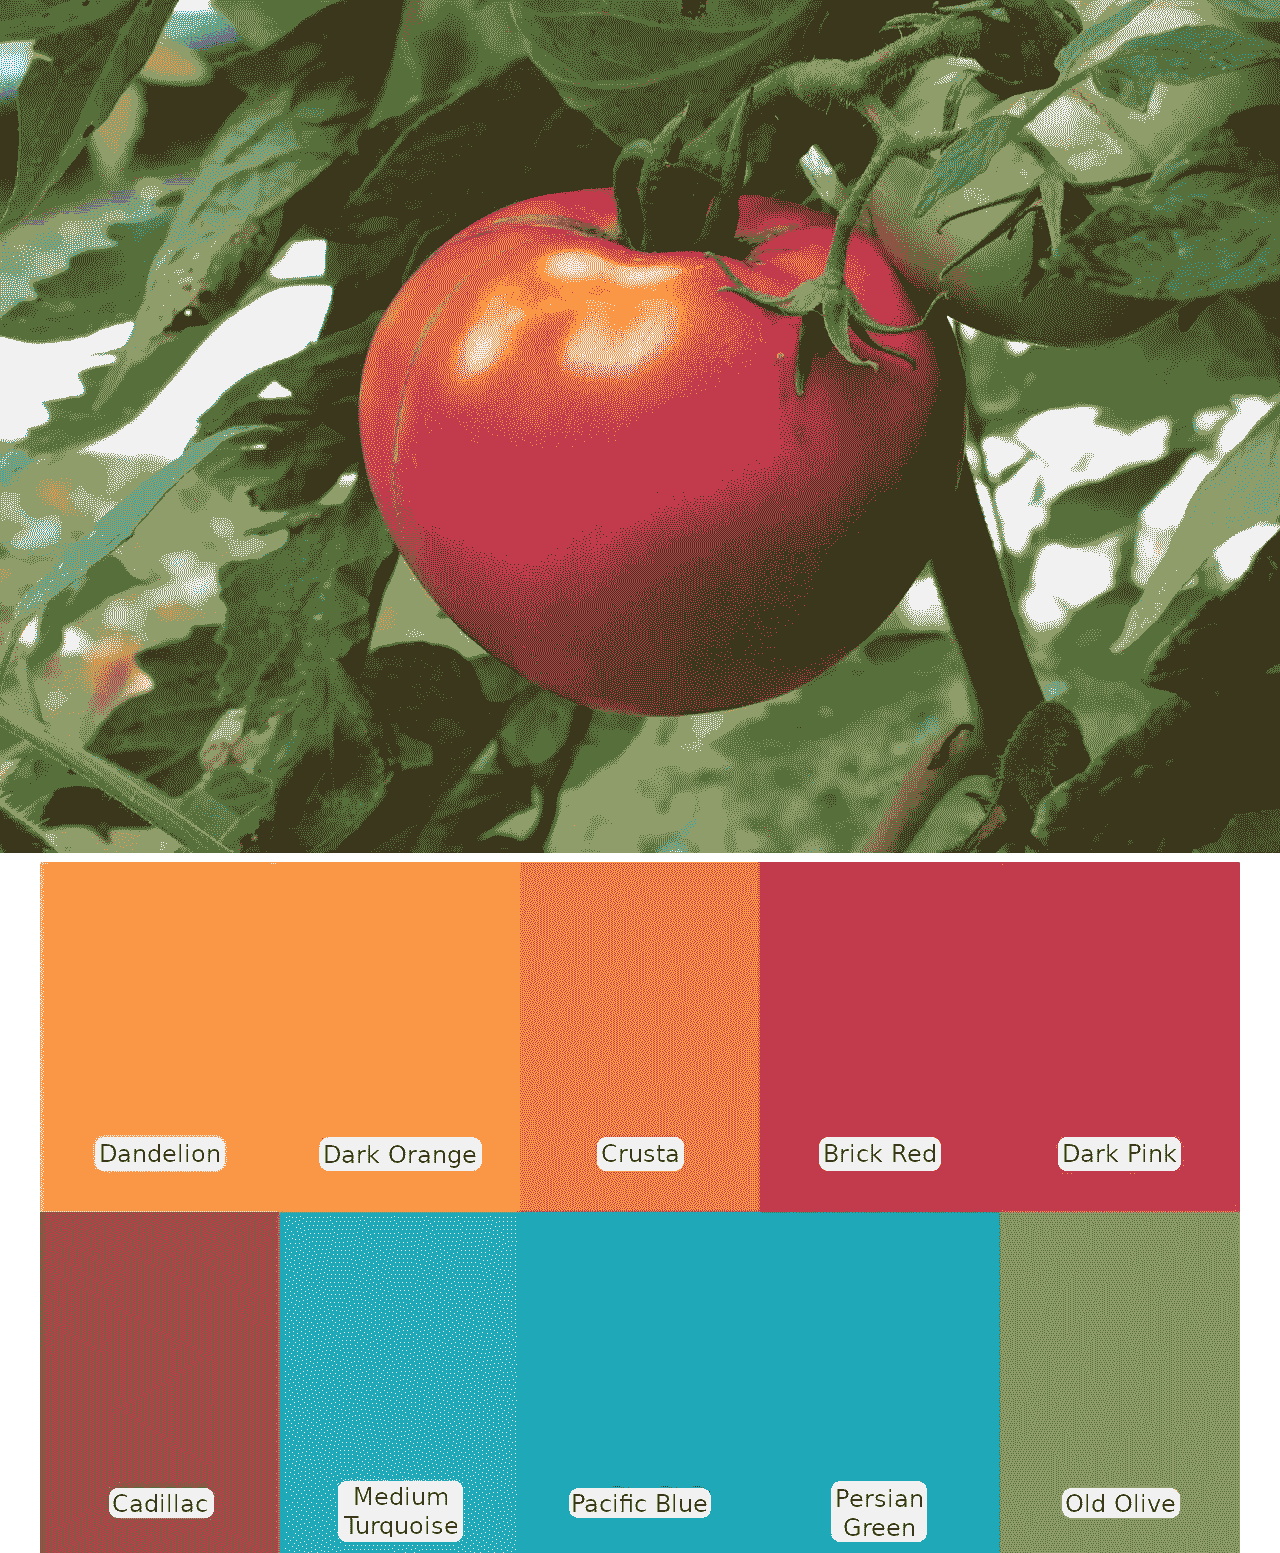 Dandelion
Dark Orange
Crusta
Brick Red
Dark Pink
Cadillac
Medium
Turquoise
Pacific Blue
Persian
Green
Old Olive